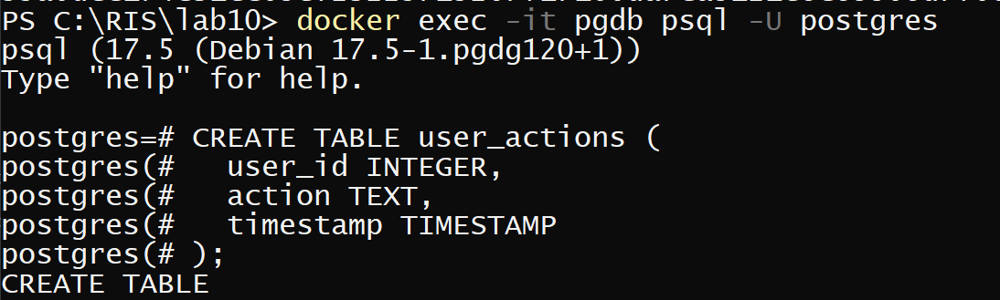 PS C:\RIS\lab10> docker exec -it pgdb psql -U postgres
psql (17.5 (Debian 17.5-1.pgdg120+1))
Type "help" for help.

postgres=# CREATE TABLE user_actions (
postgres(#   user_id INTEGER,
postgres(#   action TEXT,
postgres(#   timestamp TIMESTAMP
postgres(# );
CREATE TABLE